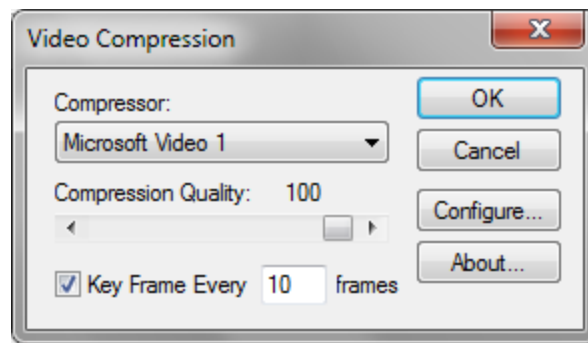 Video Compression
Compressor:
Microsoft Video 1
Compression Quality: 100
Key Frame Every 10 frames
OK
Cancel
Configure...
About...